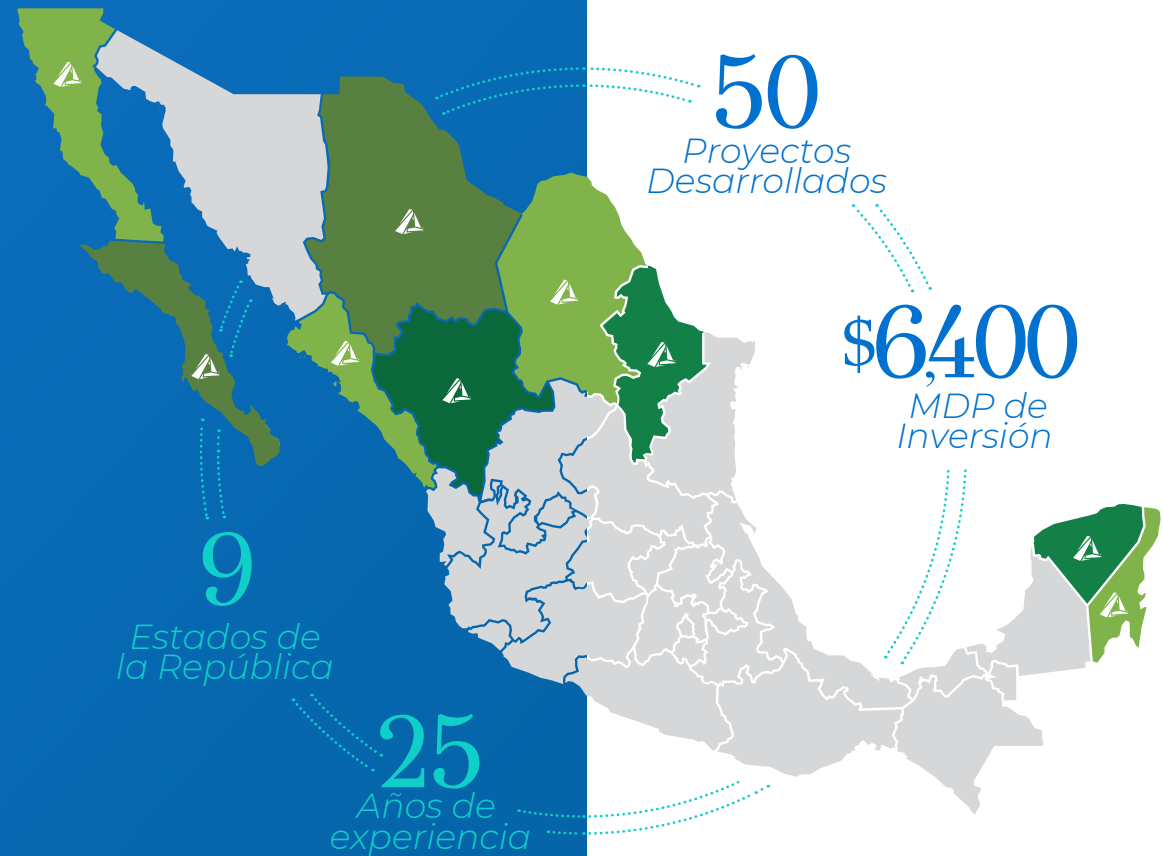 50
Proyectos
Desarrollados
$6,400
MDP de
Inversión
9
Estados de
la República
25
Años de
experiencia